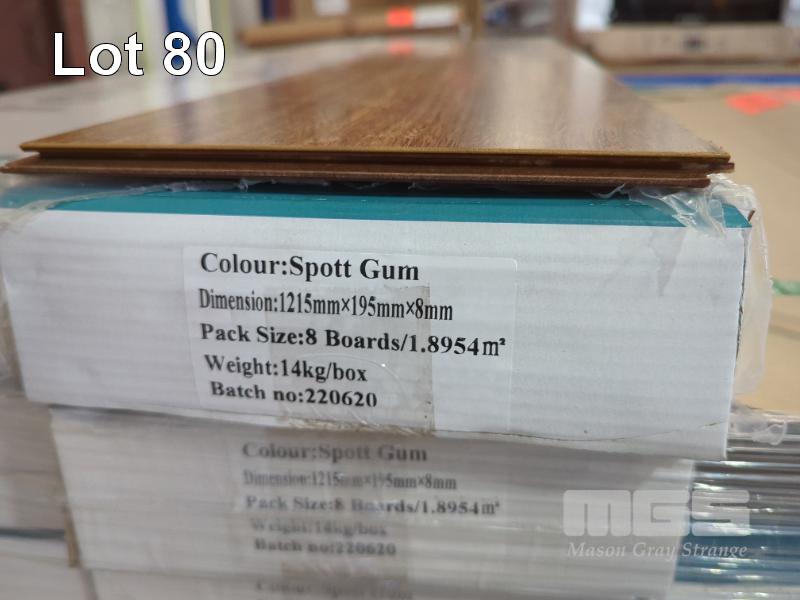 Lot 80
Colour:Spott Gum
Dimension:1215mm×195mm×8mm
Pack Size:8 Boards/1.8954㎡
Weight:14kg/box
Batch no:220620
Colour:Spott Gum
Dimension:1215mm×195mm×8mm
Pack Size:8 Boards/1.8954㎡
Weight:14kg/box
Batch no:220620
MGS
Mason Gray Strange